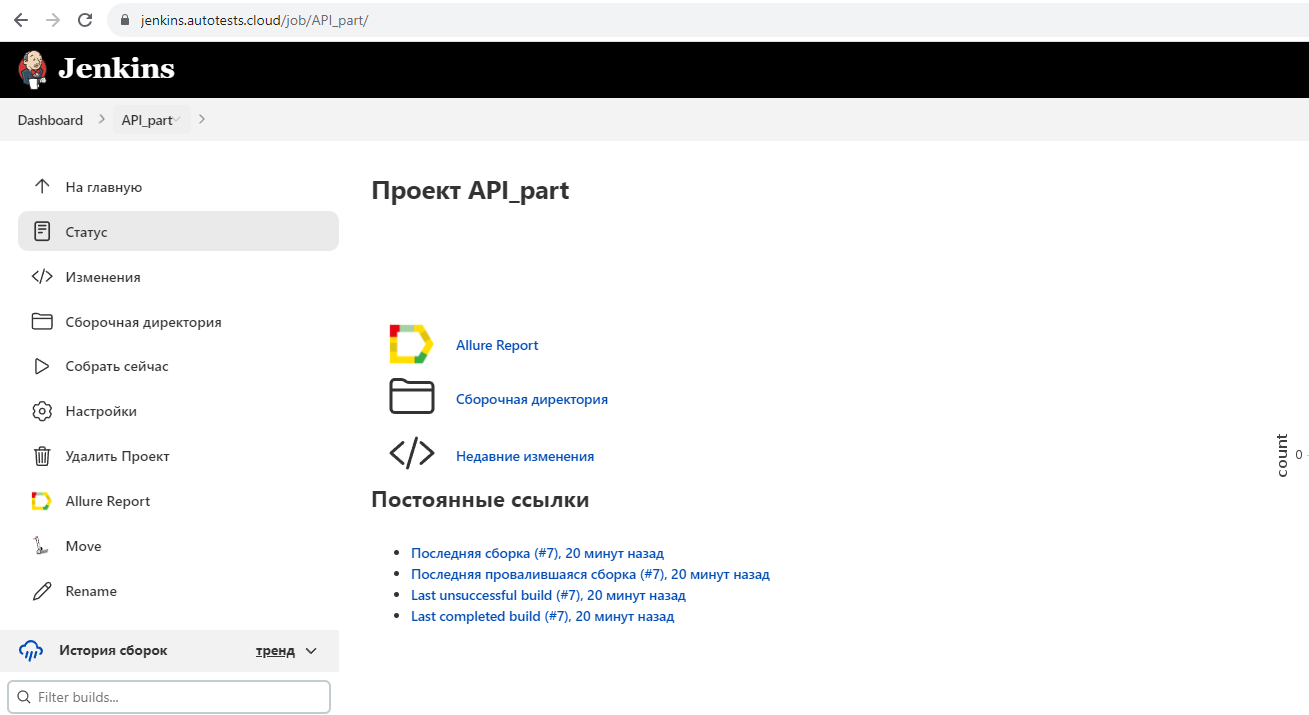 jenkins.autotests.cloud/job/API_part/
Jenkins
Dashboard API_part
На главную
Статус
Изменения
Сборочная директория
Собрать сейчас
Настройки
Удалить Проект
Allure Report
Move
Rename
История сборок тренд
Filter builds...
Проект API_part
Allure Report
Сборочная директория
Недавние изменения
Постоянные ссылки
Последняя сборка (#7), 20 минут назад
Последняя провалившаяся сборка (#7), 20 минут назад
Last unsuccessful build (#7), 20 минут назад
Last completed build (#7), 20 минут назад
count
0